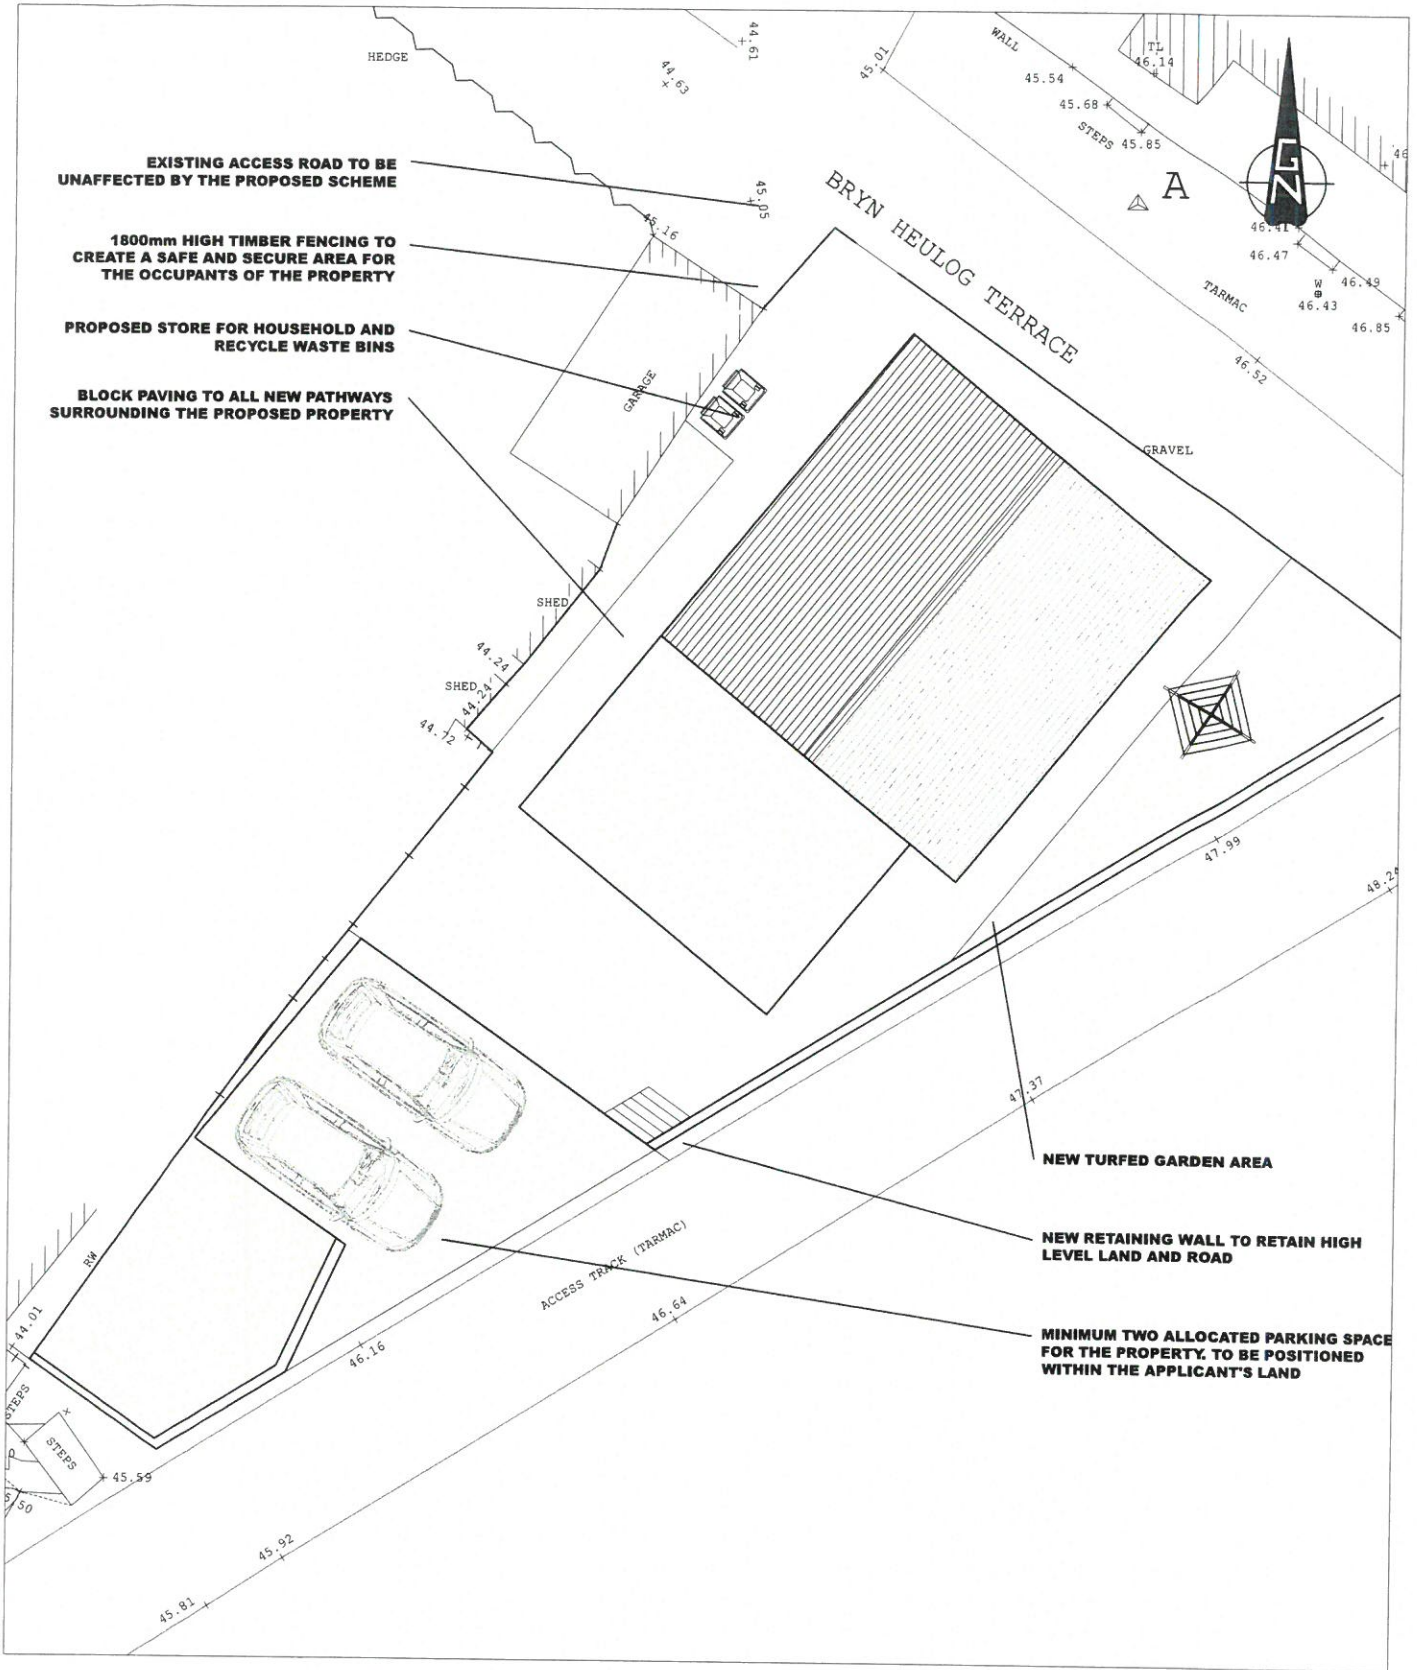 HEDGE
44.61
44.63
45.01
WALL
45.54
TL
46.14
45.68
STEPS
45.85
A
GN
46
EXISTING ACCESS ROAD TO BE
UNAFFECTED BY THE PROPOSED SCHEME
45.05
45.16
BRYN HEULOG TERRACE
46.41
46.47
46.49
W
46.43
46.85
TARMAC
46.52
1800mm HIGH TIMBER FENCING TO
CREATE A SAFE AND SECURE AREA FOR
THE OCCUPANTS OF THE PROPERTY
PROPOSED STORE FOR HOUSEHOLD AND
RECYCLE WASTE BINS
BLOCK PAVING TO ALL NEW PATHWAYS
SURROUNDING THE PROPOSED PROPERTY
GARAGE
GRAVEL
SHED
44.24
SHED
44.24
44.72
47.99
48.24
47.37
NEW TURFED GARDEN AREA
NEW RETAINING WALL TO RETAIN HIGH
LEVEL LAND AND ROAD
MINIMUM TWO ALLOCATED PARKING SPACE
FOR THE PROPERTY. TO BE POSITIONED
WITHIN THE APPLICANT'S LAND
ACCESS TRACK (TARMAC)
46.64
46.16
RW
44.01
STEPS
STEPS
45.59
50
45.92
45.81